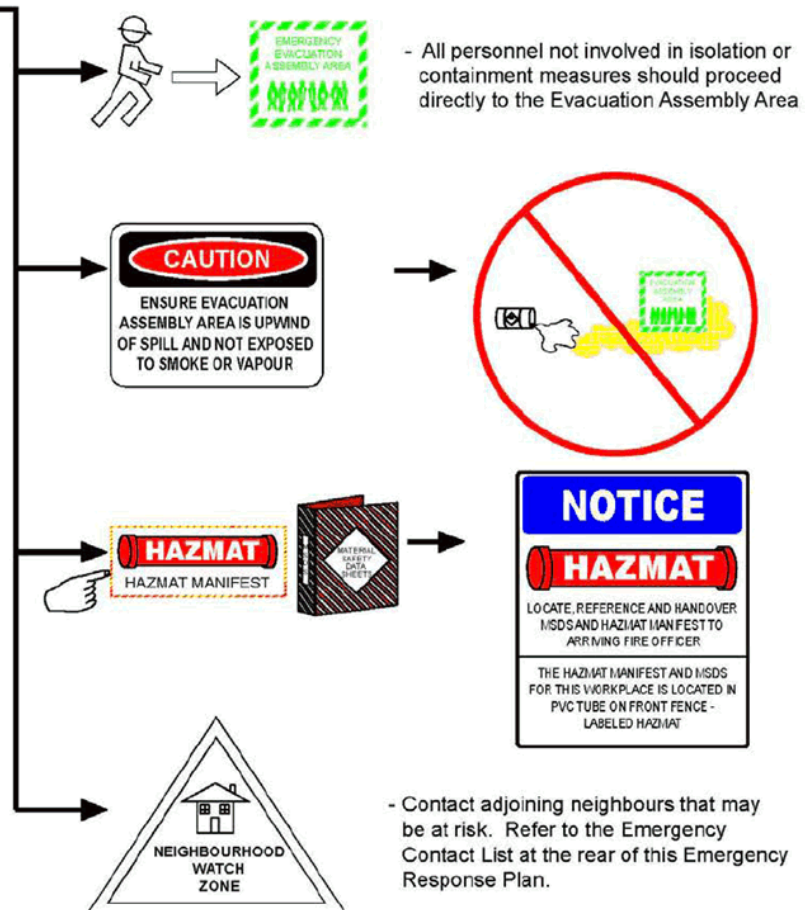 EMERGENCY
EVACUATION
ASSEMBLY AREA
- All personnel not involved in isolation or
containment measures should proceed
directly to the Evacuation Assembly Area
CAUTION
ENSURE EVACUATION
ASSEMBLY AREA IS UPWIND
OF SPILL AND NOT EXPOSED
TO SMOKE OR VAPOUR
EVACUATION
ASSEMBLY
AREA
HAZMAT
HAZMAT MANIFEST
MATERIAL
SAFETY
DATA
SHEETS
NOTICE
HAZMAT
LOCATE, REFERENCE AND HANDOVER
MSDS AND HAZMAT MANIFEST TO
ARRIVING FIRE OFFICER
THE HAZMAT MANIFEST AND MSDS
FOR THIS WORKPLACE IS LOCATED IN
PVC TUBE ON FRONT FENCE -
LABELED HAZMAT
NEIGHBOURHOOD
WATCH
ZONE
- Contact adjoining neighbours that may
be at risk. Refer to the Emergency
Contact List at the rear of this Emergency
Response Plan.